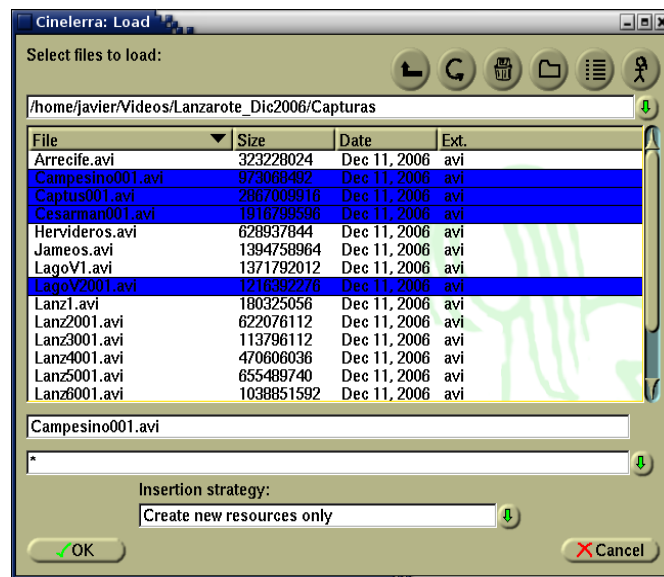 Cinelerra: Load
Select files to load:
/home/javier/Videos/Lanzarote_Dic2006/Capturas
File Size Date Ext.
Arrecife.avi 323228024 Dec 11, 2006 avi
Campesino001.avi 973068492 Dec 11, 2006 avi
Captus001.avi 2867009916 Dec 11, 2006 avi
Cesarman001.avi 1916799596 Dec 11, 2006 avi
Hervideros.avi 628937844 Dec 11, 2006 avi
Jameos.avi 1394758964 Dec 11, 2006 avi
LagoV1.avi 1371792012 Dec 11, 2006 avi
LagoV2001.avi 1216392276 Dec 11, 2006 avi
Lanz1.avi 180325056 Dec 11, 2006 avi
Lanz2001.avi 622076112 Dec 11, 2006 avi
Lanz3001.avi 113796112 Dec 11, 2006 avi
Lanz4001.avi 470606036 Dec 11, 2006 avi
Lanz5001.avi 655489740 Dec 11, 2006 avi
Lanz6001.avi 1038851592 Dec 11, 2006 avi
Campesino001.avi
*
Insertion strategy:
Create new resources only
OK Cancel